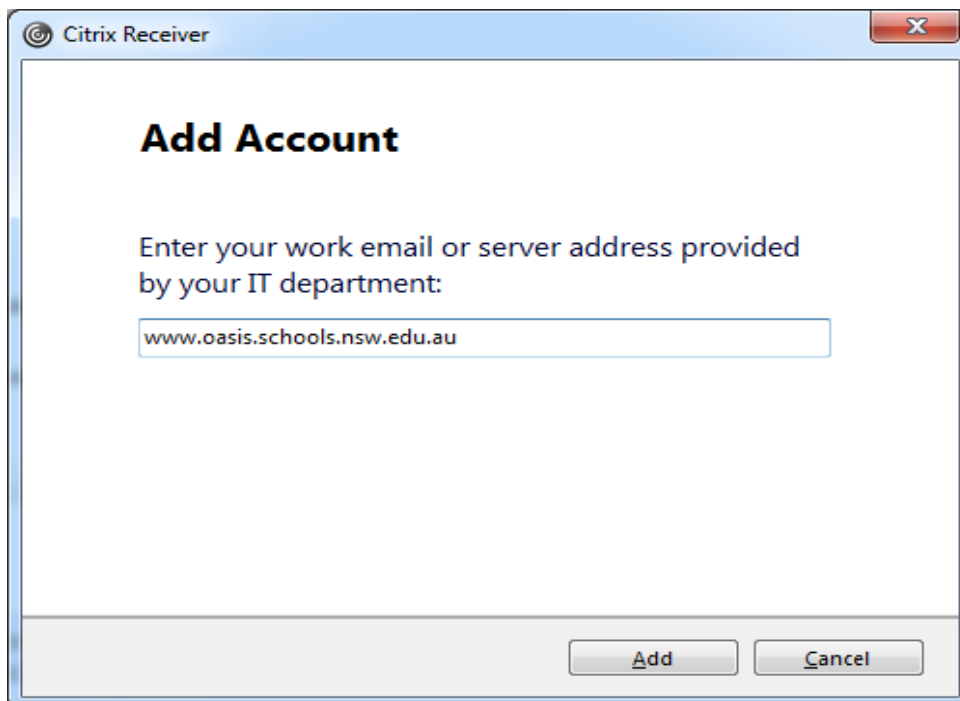 Citrix Receiver
Add Account
Enter your work email or server address provided
by your IT department:
www.oasis.schools.nsw.edu.au
Add
Cancel